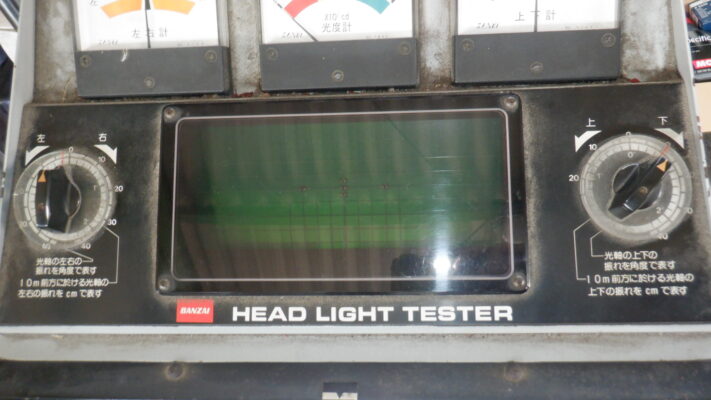 左右計
X10 cd
光度計
上下計
左 右
上 下
光軸の左右の
振れを角度で表す
10m前方に於ける光軸の
左右の振れをcmで表す
光軸の上下の
振れを角度で表す
10m前方に於ける光軸の
上下の振れをcmで表す
BANZAI
HEAD LIGHT TESTER